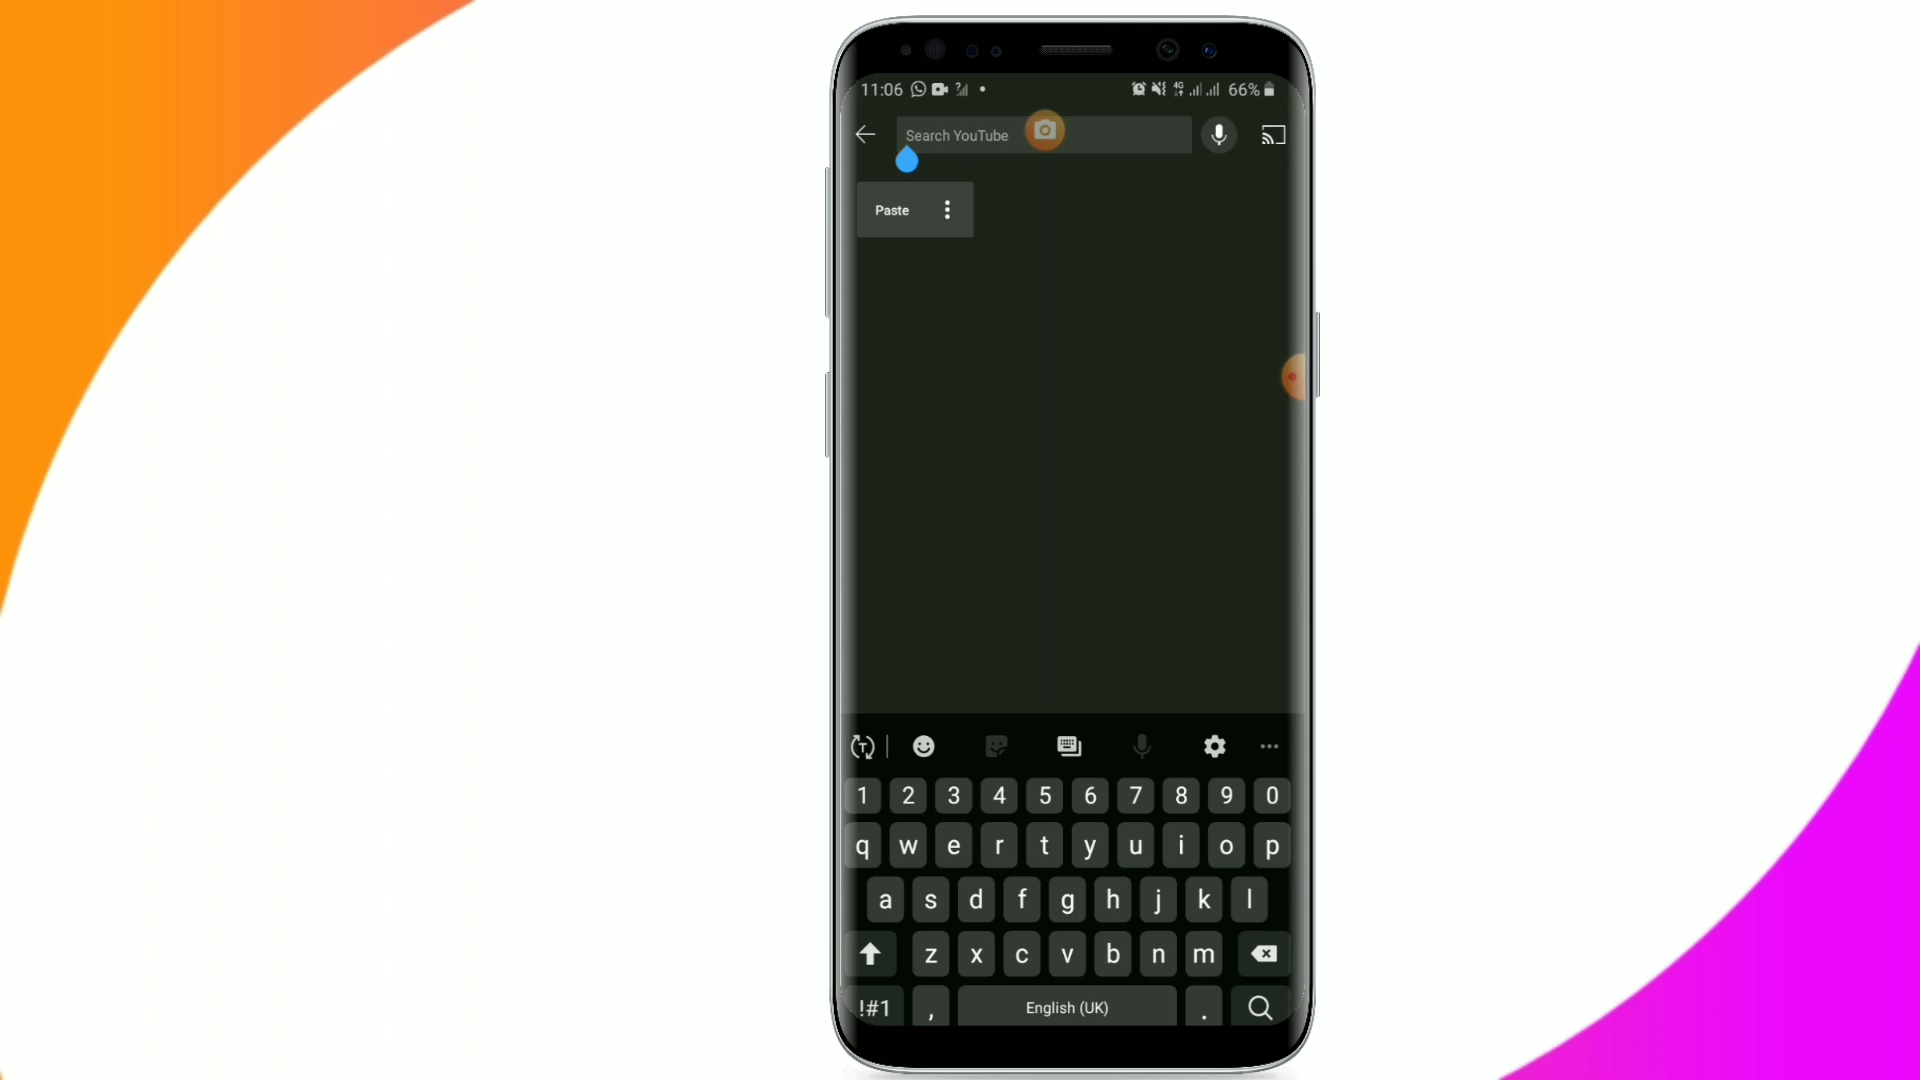 11:06 4G 66%
Search YouTube
Paste
1 2 3 4 5 6 7 8 9 0
q w e r t y u i o p
a s d f g h j k l
z x c v b n m
!#1 , English (UK) .